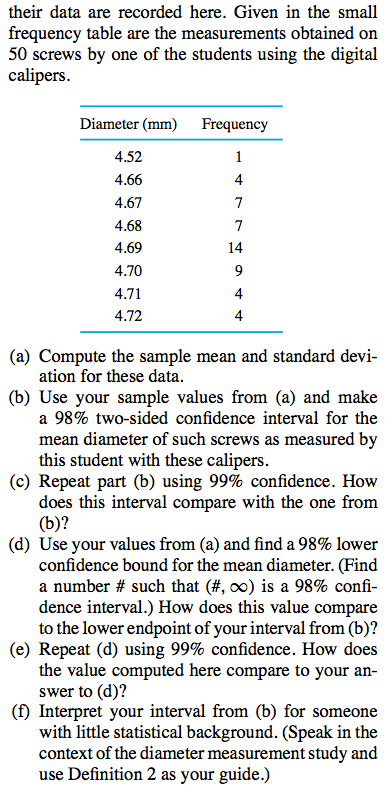 their data are recorded here. Given in the small
frequency table are the measurements obtained on
50 screws by one of the students using the digital
calipers.
Diameter (mm) Frequency
4.52 1
4.66 4
4.67 7
4.68 7
4.69 14
4.70 9
4.71 4
4.72 4
(a) Compute the sample mean and standard devi-
ation for these data.
(b) Use your sample values from (a) and make
a 98% two-sided confidence interval for the
mean diameter of such screws as measured by
this student with these calipers.
(c) Repeat part (b) using 99% confidence. How
does this interval compare with the one from
(b)?
(d) Use your values from (a) and find a 98% lower
confidence bound for the mean diameter. (Find
a number # such that (#, ∞) is a 98% confi-
dence interval.) How does this value compare
to the lower endpoint of your interval from (b)?
(e) Repeat (d) using 99% confidence. How does
the value computed here compare to your an-
swer to (d)?
(f) Interpret your interval from (b) for someone
with little statistical background. (Speak in the
context of the diameter measurement study and
use Definition 2 as your guide.)